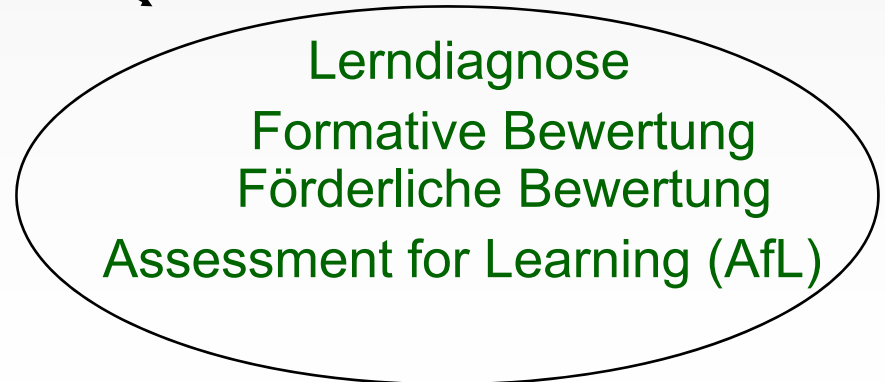 Lerndiagnose
Formative Bewertung
Förderliche Bewertung
Assessment for Learning (AfL)